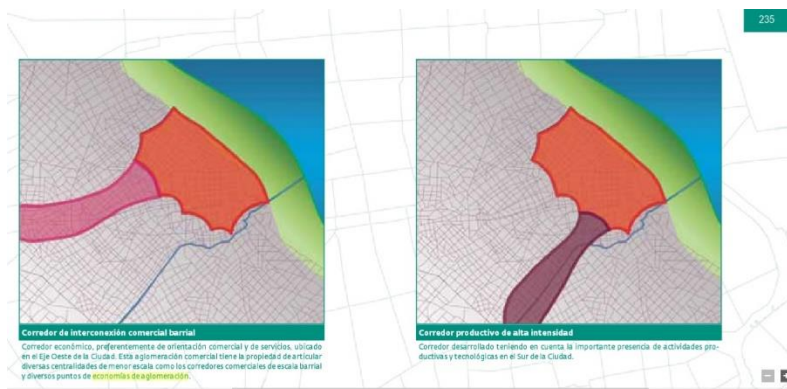 235
Corredor de interconexión comercial barrial
Corredor económico, preferentemente de orientación comercial y de servicios, ubicado
en el Eje Oeste de la Ciudad. Esta aglomeración comercial tiene la propiedad de articular
diversas centralidades de menor escala como los corredores comerciales de escala barrial
y diversos puntos de economías de aglomeración.
Corredor productivo de alta intensidad
Corredor desarrollado teniendo en cuenta la importante presencia de actividades pro-
ductivas y tecnológicas en el Sur de la Ciudad.